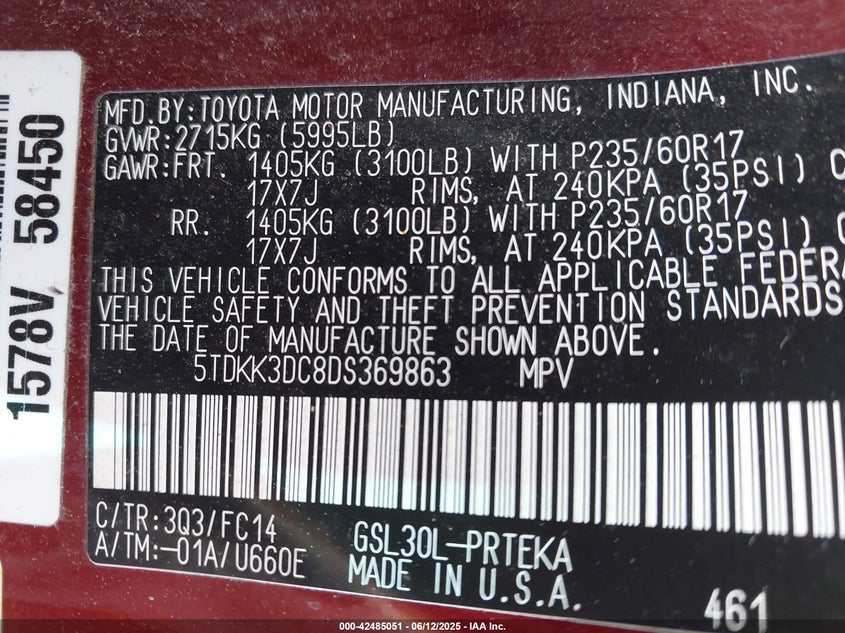 MFD.BY:TOYOTA MOTOR MANUFACTURING, INDIANA, INC.
GVWR:2715KG (5995LB)
GAWR:FRT. 1405KG (3100LB) WITH P235/60R17
17X7J RIMS, AT 240KPA (35PSI) C
RR. 1405KG (3100LB) WITH P235/60R17
17X7J RIMS, AT 240KPA (35PSI)
THIS VEHICLE CONFORMS TO ALL APPLICABLE FEDERA
VEHICLE SAFETY AND THEFT PREVENTION STANDARDS
THE DATE OF MANUFACTURE SHOWN ABOVE.
5TDKK3DC8DS369863 MPV
C/TR:3Q3/FC14
A/TM:-01A/U660E
GSL30L-PRTEKA
MADE IN U.S.A.
461
1578V 58450
000-42485051 - 06/12/2025 - IAA Inc.